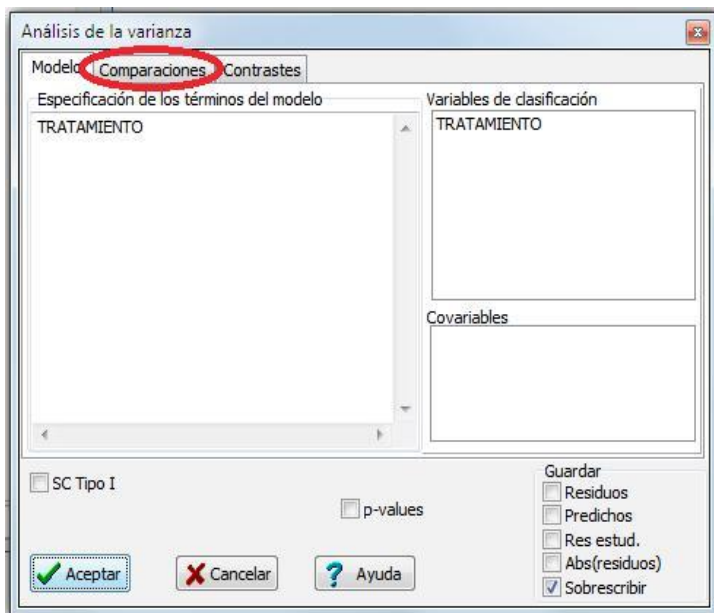 Análisis de la varianza
Modelo Comparaciones Contrastes
Especificación de los términos del modelo
TRATAMIENTO
Variables de clasificación
TRATAMIENTO
Covariables
SC Tipo I
p-values
Guardar
Residuos
Predichos
Res estud.
Abs(residuos)
Sobrescribir
Aceptar
Cancelar
? Ayuda